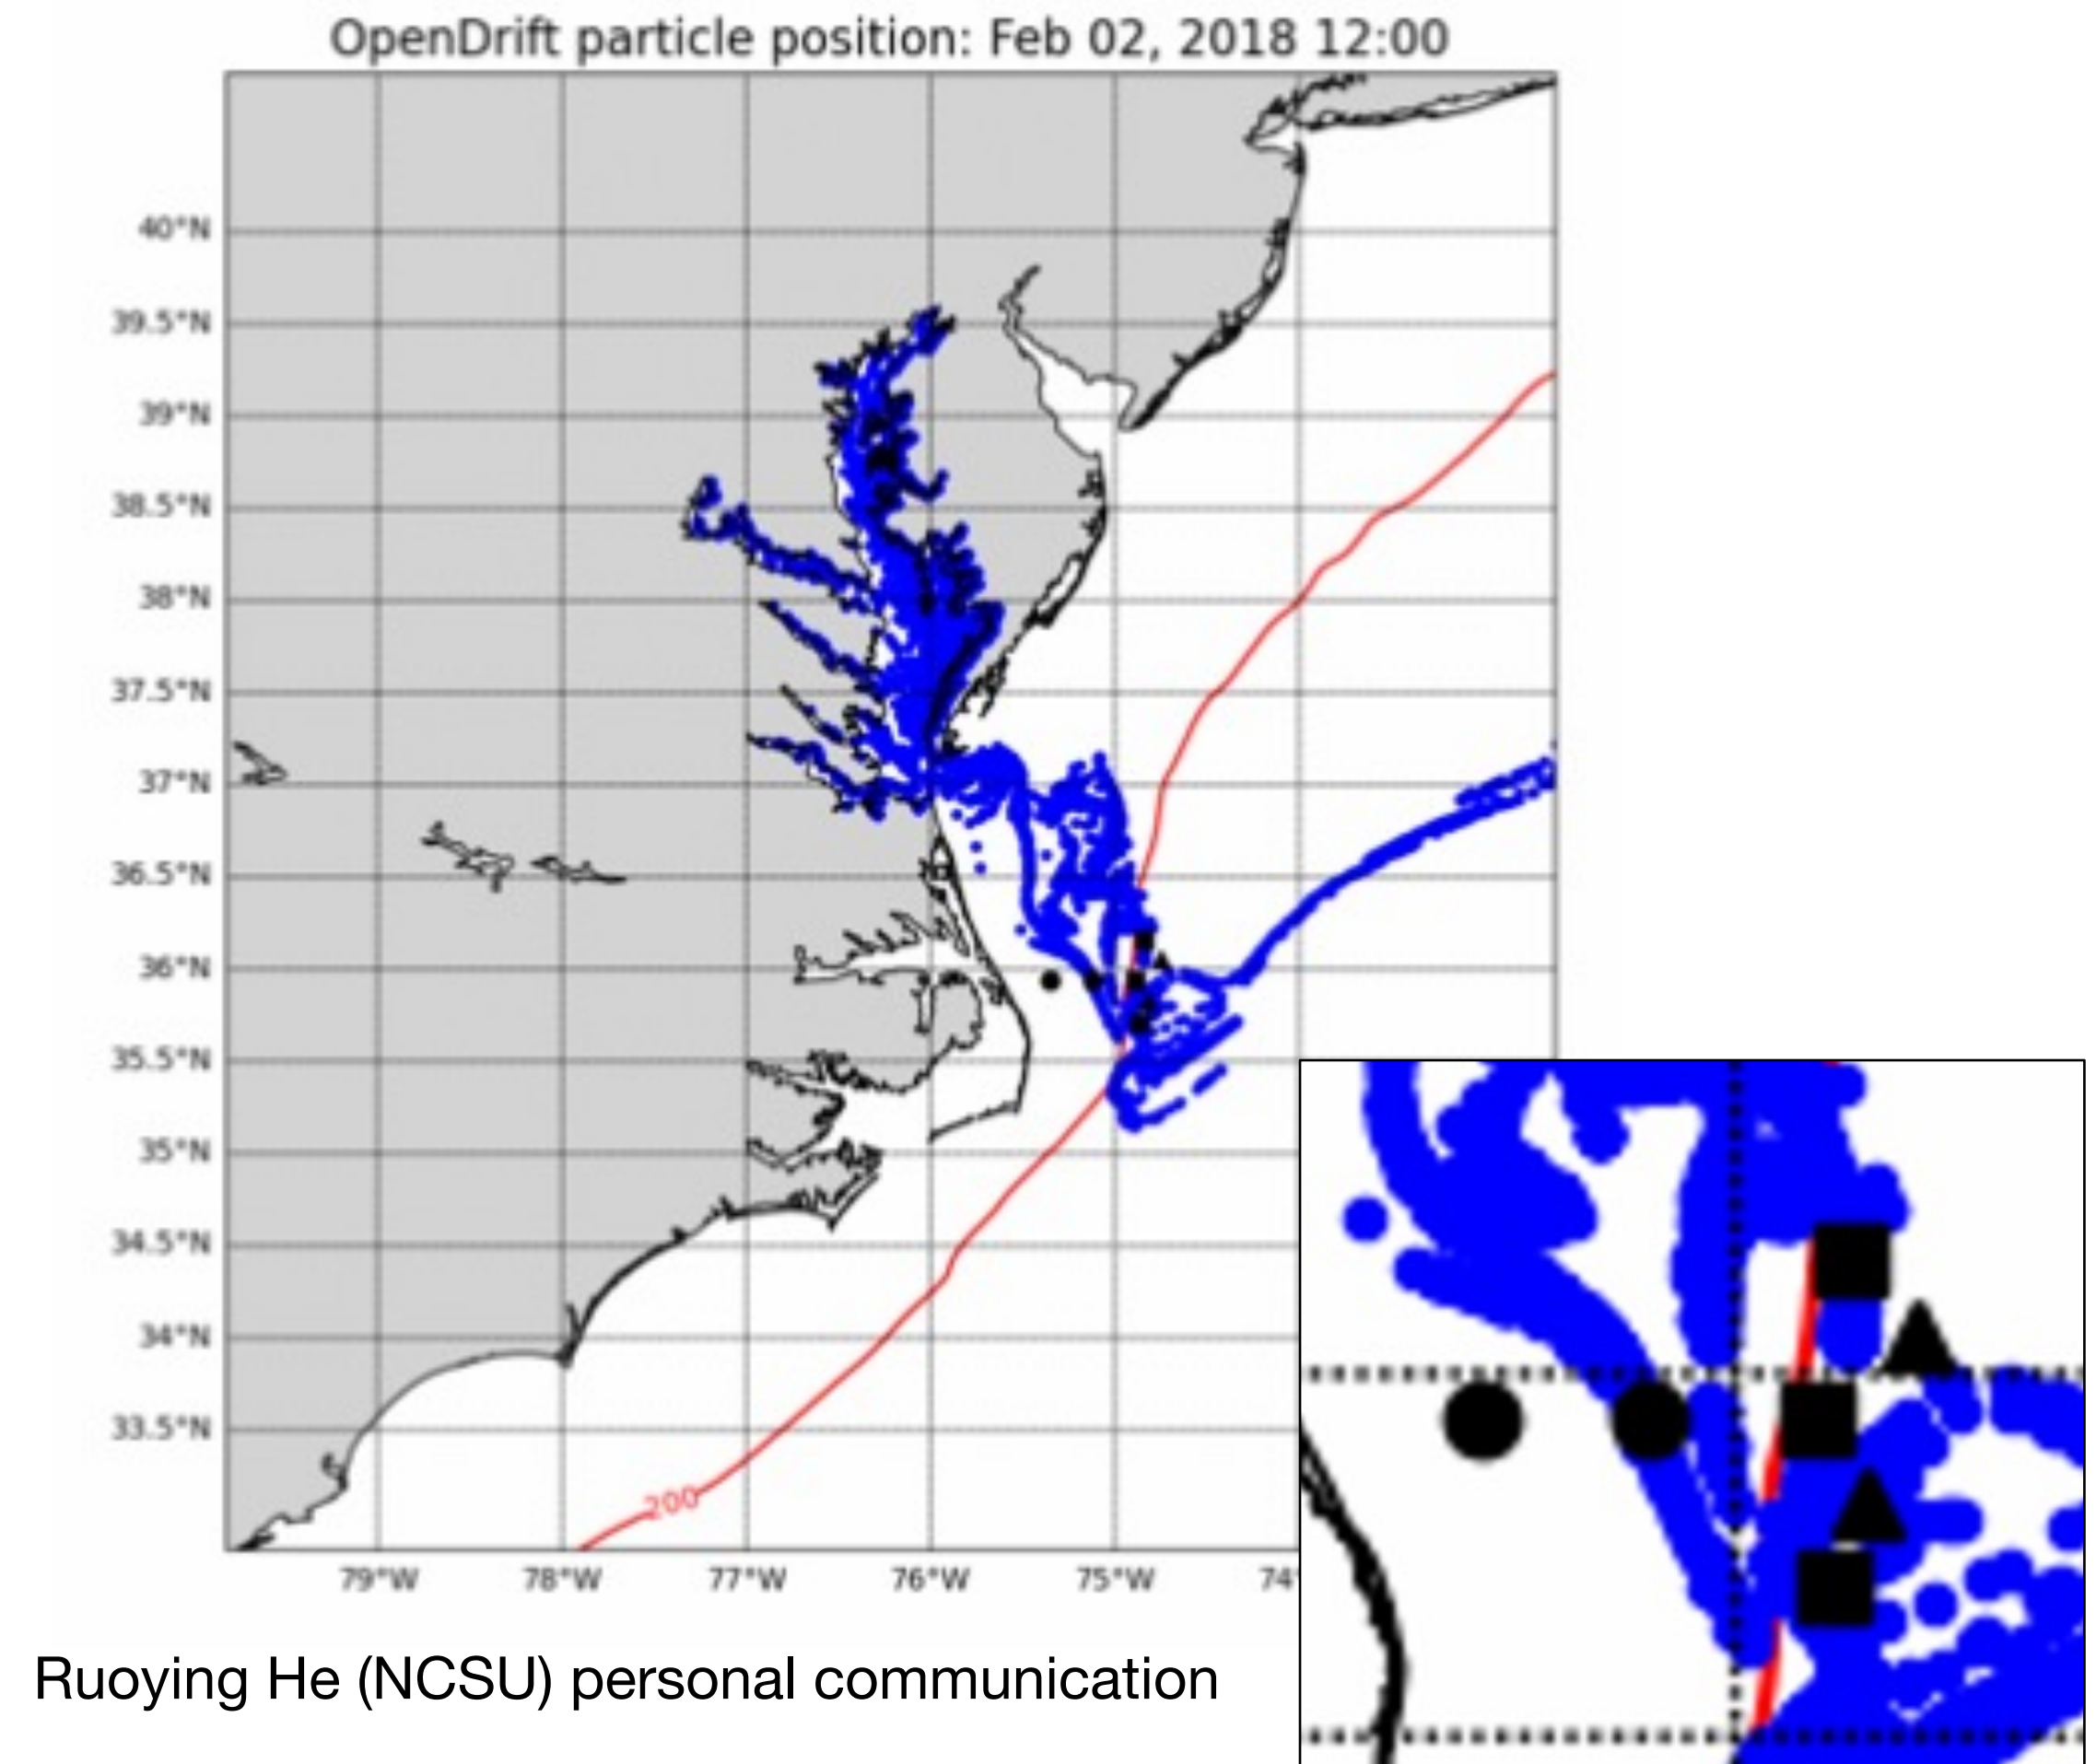 OpenDrift particle position: Feb 02, 2018 12:00
40°N
39.5°N
39°N
38.5°N
38°N
37.5°N
37°N
36.5°N
36°N
35.5°N
35°N
34.5°N
34°N
33.5°N
200
79°W 78°W 77°W 76°W 75°W 74°
Ruoying He (NCSU) personal communication